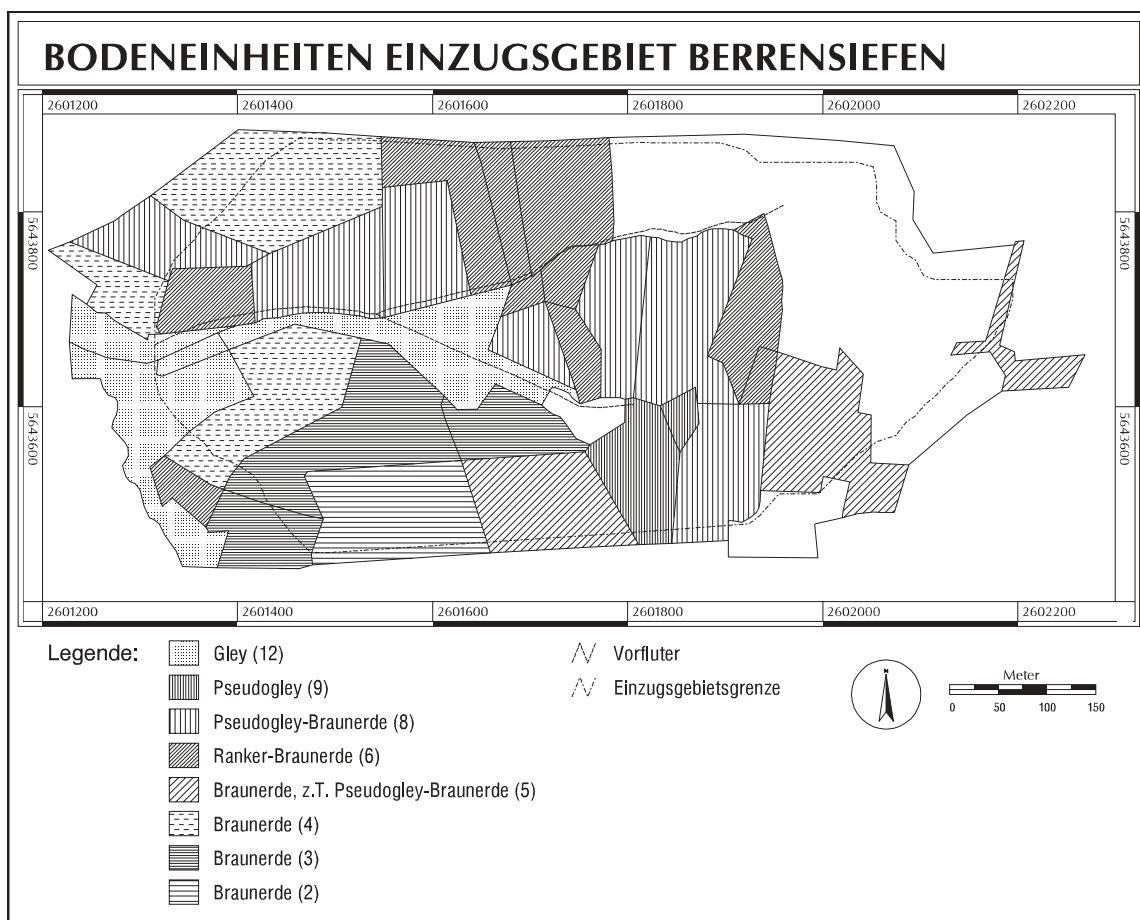 BODENEINHEITEN EINZUGSGEBIET BERRENSIEFEN
2601200 2601400 2601600 2601800 2602000 2602200
5643800 5643800
5643600 5643600
2601200 2601400 2601600 2601800 2602000 2602200
Legende:
Gley (12)
Pseudogley (9)
Pseudogley-Braunerde (8)
Ranker-Braunerde (6)
Braunerde, z.T. Pseudogley-Braunerde (5)
Braunerde (4)
Braunerde (3)
Braunerde (2)
Vorfluter
Einzugsgebietsgrenze
N
Meter
0 50 100 150